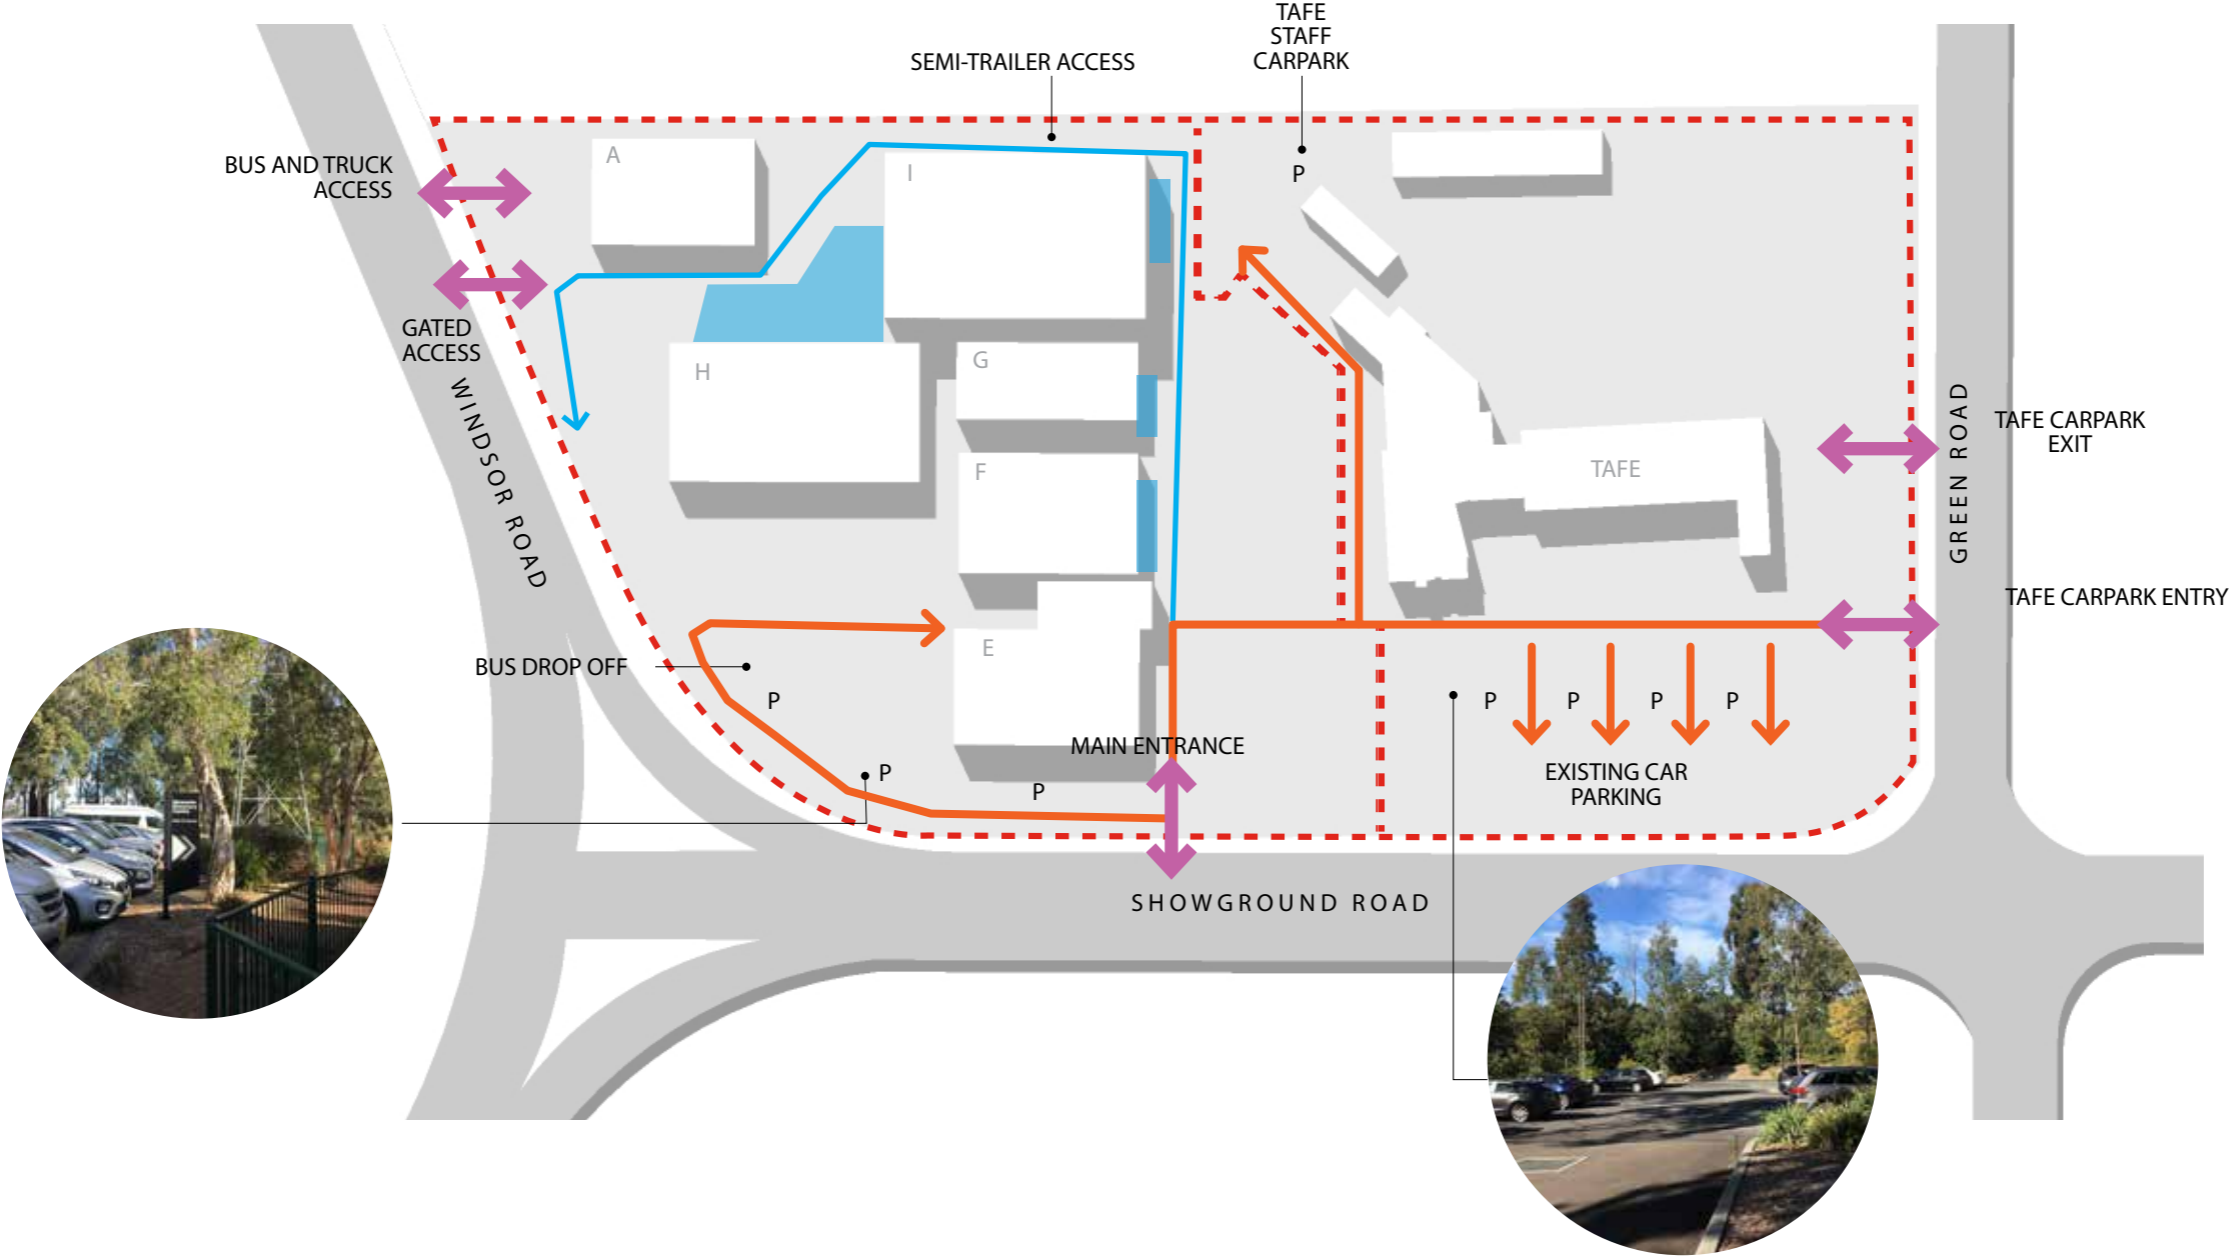 TAFE
STAFF
CARPARK
SEMI-TRAILER ACCESS
BUS AND TRUCK
ACCESS
A
I
P
GATED
ACCESS
H
G
WINDSOR ROAD
F
TAFE
GREEN ROAD
TAFE CARPARK
EXIT
TAFE CARPARK ENTRY
E
BUS DROP OFF
P
P
P
P
P
MAIN ENTRANCE
P
P
EXISTING CAR
PARKING
SHOWGROUND ROAD